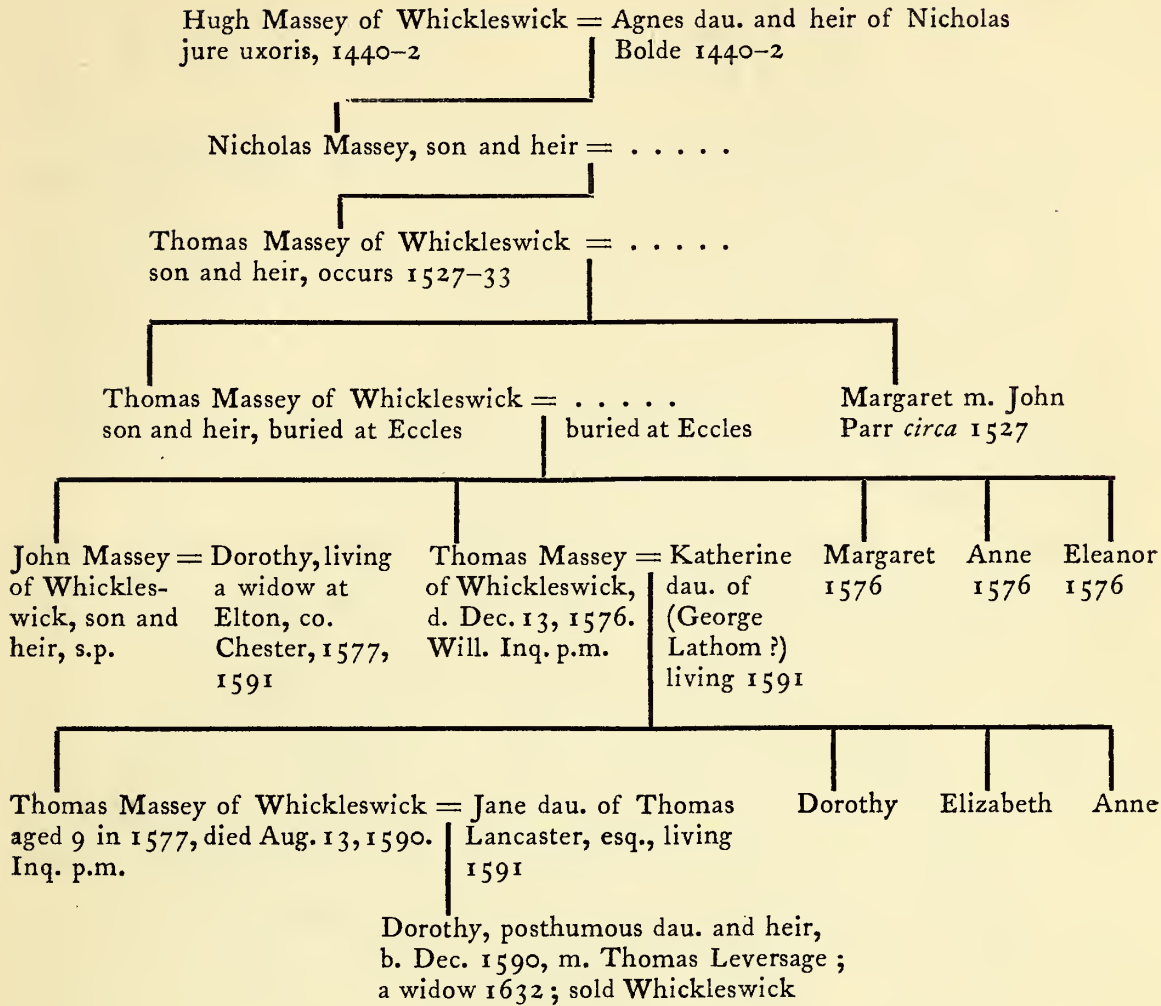 Hugh Massey of Whickleswick = Agnes dau. and heir of Nicholas
jure uxoris, 1440–2 Bolde 1440–2
Nicholas Massey, son and heir = . . . . .
Thomas Massey of Whickleswick = . . . . .
son and heir, occurs 1527–33
Thomas Massey of Whickleswick = . . . . .
son and heir, buried at Eccles
buried at Eccles
Margaret m. John
Parr circa 1527
John Massey =
of Whickles-
wick, son and
heir, s.p.
Dorothy, living
a widow at
Elton, co.
Chester, 1577,
1591
Thomas Massey =
of Whickleswick,
d. Dec. 13, 1576.
Will. Inq. p.m.
Katherine
dau. of
(George
Lathom ?)
living 1591
Margaret
1576
Anne
1576
Eleanor
1576
Thomas Massey of Whickleswick =
aged 9 in 1577, died Aug. 13, 1590.
Inq. p.m.
Jane dau. of Thomas
Lancaster, esq., living
1591
Dorothy
Elizabeth
Anne
Dorothy, posthumous dau. and heir,
b. Dec. 1590, m. Thomas Leversage ;
a widow 1632 ; sold Whickleswick